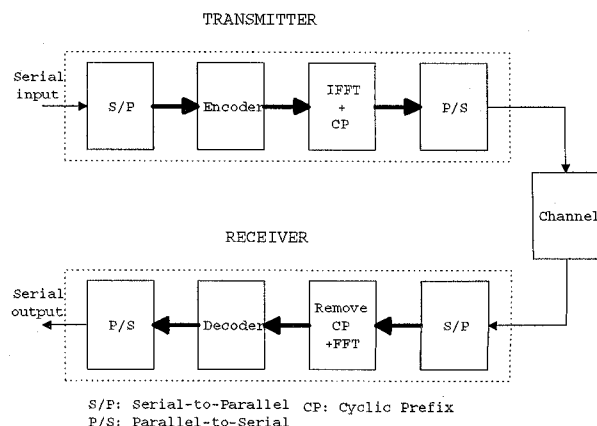 TRANSMITTER
Serial
input
S/P
Encoder
IFFT
+
CP
P/S
Channel
RECEIVER
Serial
output
P/S
Decoder
Remove
CP
+FFT
S/P
S/P: Serial-to-Parallel CP: Cyclic Prefix
P/S: Parallel-to-Serial